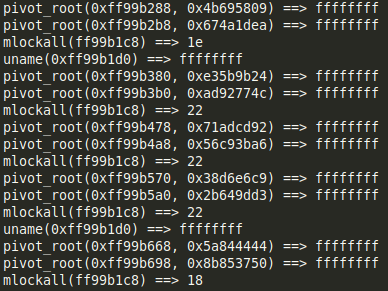 pivot_root(0xff99b288, 0x4b695809) ==> ffffffff
pivot_root(0xff99b2b8, 0x674a1dea) ==> ffffffff
mlockall(ff99b1c8) ==> 1e
uname(0xff99b1d0) ==> ffffffff
pivot_root(0xff99b380, 0xe35b9b24) ==> ffffffff
pivot_root(0xff99b3b0, 0xad92774c) ==> ffffffff
mlockall(ff99b1c8) ==> 22
pivot_root(0xff99b478, 0x71adcd92) ==> ffffffff
pivot_root(0xff99b4a8, 0x56c93ba6) ==> ffffffff
mlockall(ff99b1c8) ==> 22
pivot_root(0xff99b570, 0x38d6e6c9) ==> ffffffff
pivot_root(0xff99b5a0, 0x2b649dd3) ==> ffffffff
mlockall(ff99b1c8) ==> 22
uname(0xff99b1d0) ==> ffffffff
pivot_root(0xff99b668, 0x5a844444) ==> ffffffff
pivot_root(0xff99b698, 0x8b853750) ==> ffffffff
mlockall(ff99b1c8) ==> 18